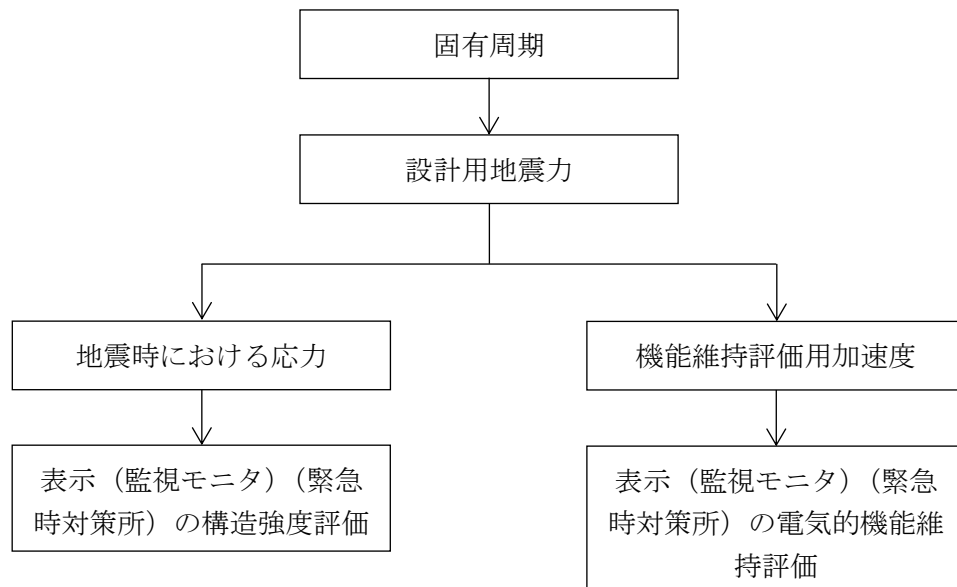 固有周期
設計用地震力
地震時における応力
機能維持評価用加速度
表示（監視モニタ）（緊急
時対策所）の構造強度評価
表示（監視モニタ）（緊急
時対策所）の電気的機能維
持評価